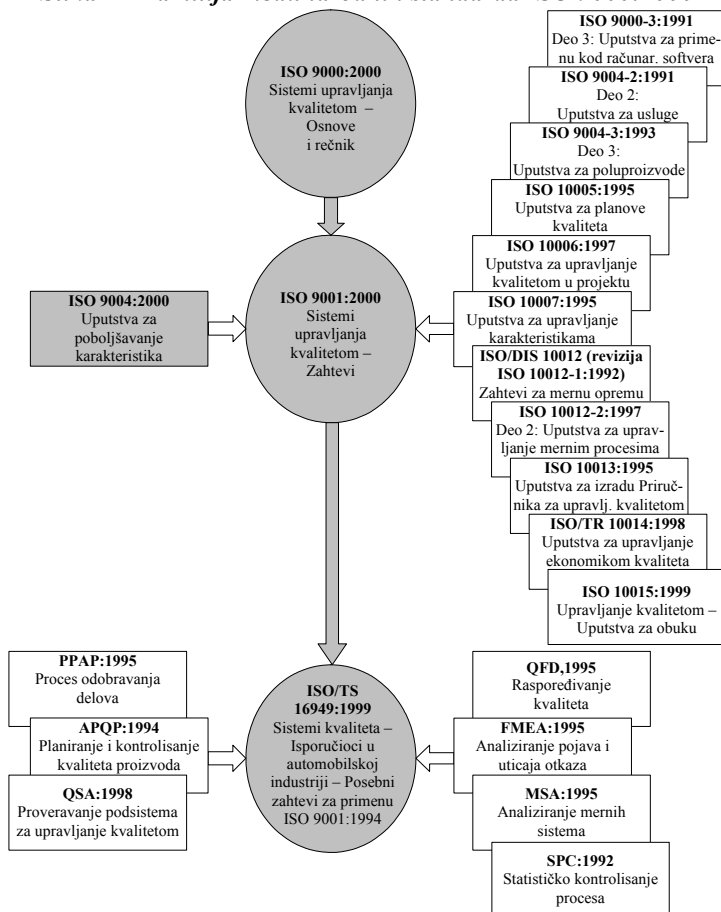 ISO 9000:2000
Sistemi upravljanja
kvalitetom –
Osnove
i rečnik
ISO 9000-3:1991
Deo 3: Uputstva za prime-
nu kod računar. softvera
ISO 9004-2:1991
Deo 2:
Uputstva za usluge
ISO 9004-3:1993
Deo 3:
Uputstva za poluproizvode
ISO 10005:1995
Uputstva za planove
kvaliteta
ISO 10006:1997
Uputstva za upravljanje
kvalitetom u projektu
ISO 9004:2000
Uputstva za
poboljšavanje
karakteristika
ISO 9001:2000
Sistemi
upravljanja
kvalitetom –
Zahtevi
ISO 10007:1995
Uputstva za upravljanje
karakteristikama
ISO/DIS 10012 (revizija
ISO 10012-1:1992)
Zahtevi za mernu opremu
ISO 10012-2:1997
Deo 2: Uputstva za uprav-
ljanje mernim procesima
ISO 10013:1995
Uputstva za izradu Priruč-
nika za upravlj. kvalitetom
ISO/TR 10014:1998
Uputstva za upravljanje
ekonomikom kvaliteta
ISO 10015:1999
Upravljanje kvalitetom –
Uputstva za obuku
PPAP:1995
Proces odobravanja
delova
APQP:1994
Planiranje i kontrolisanje
kvaliteta proizvoda
QSA:1998
Proveravanje podsistema
za upravljanje kvalitetom
ISO/TS
16949:1999
Sistemi kvaliteta –
Isporučioci u
automobilskoj
industriji – Posebni
zahtevi za primenu
ISO 9001:1994
QFD,1995
Raspoređivanje
kvaliteta
FMEA:1995
Analiziranje pojava i
uticaja otkaza
MSA:1995
Analiziranje mernih
sistema
SPC:1992
Statističko kontrolisanje
procesa